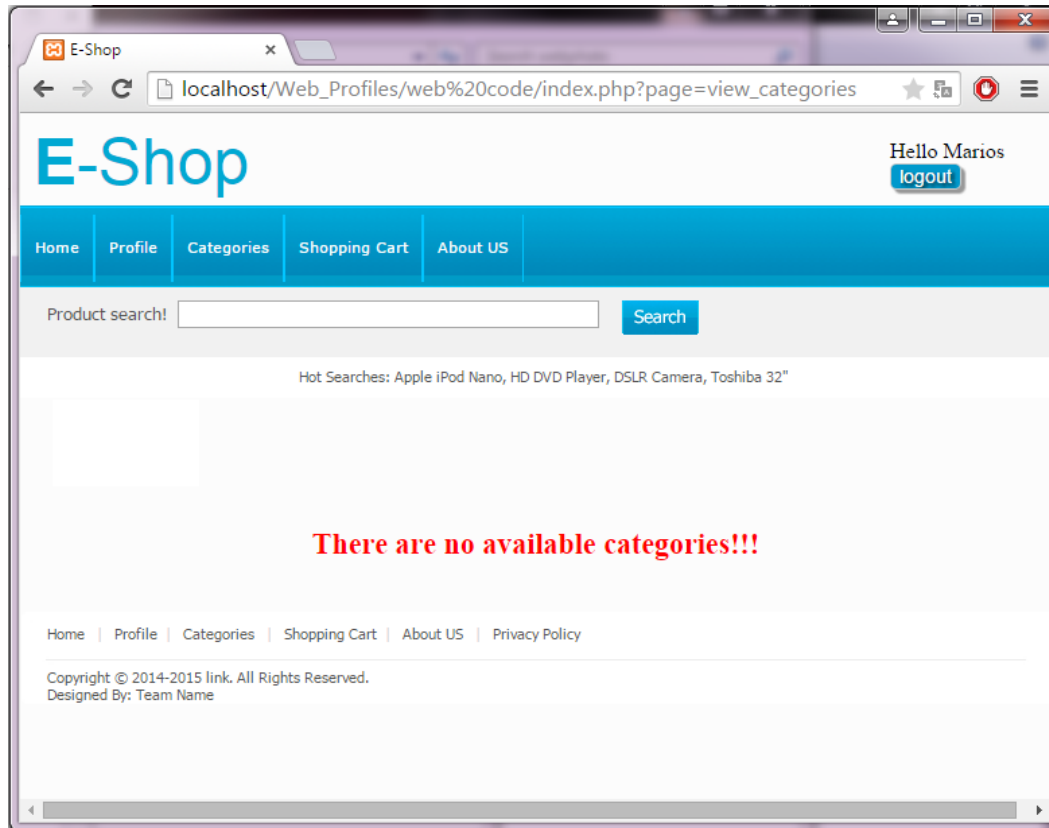 E-Shop
localhost/Web_Profiles/web%20code/index.php?page=view_categories
E-Shop
Hello Marios
logout
Home Profile Categories Shopping Cart About US
Product search! Search
Hot Searches: Apple iPod Nano, HD DVD Player, DSLR Camera, Toshiba 32"
There are no available categories!!!
Home | Profile | Categories | Shopping Cart | About US | Privacy Policy
Copyright © 2014-2015 link. All Rights Reserved.
Designed By: Team Name